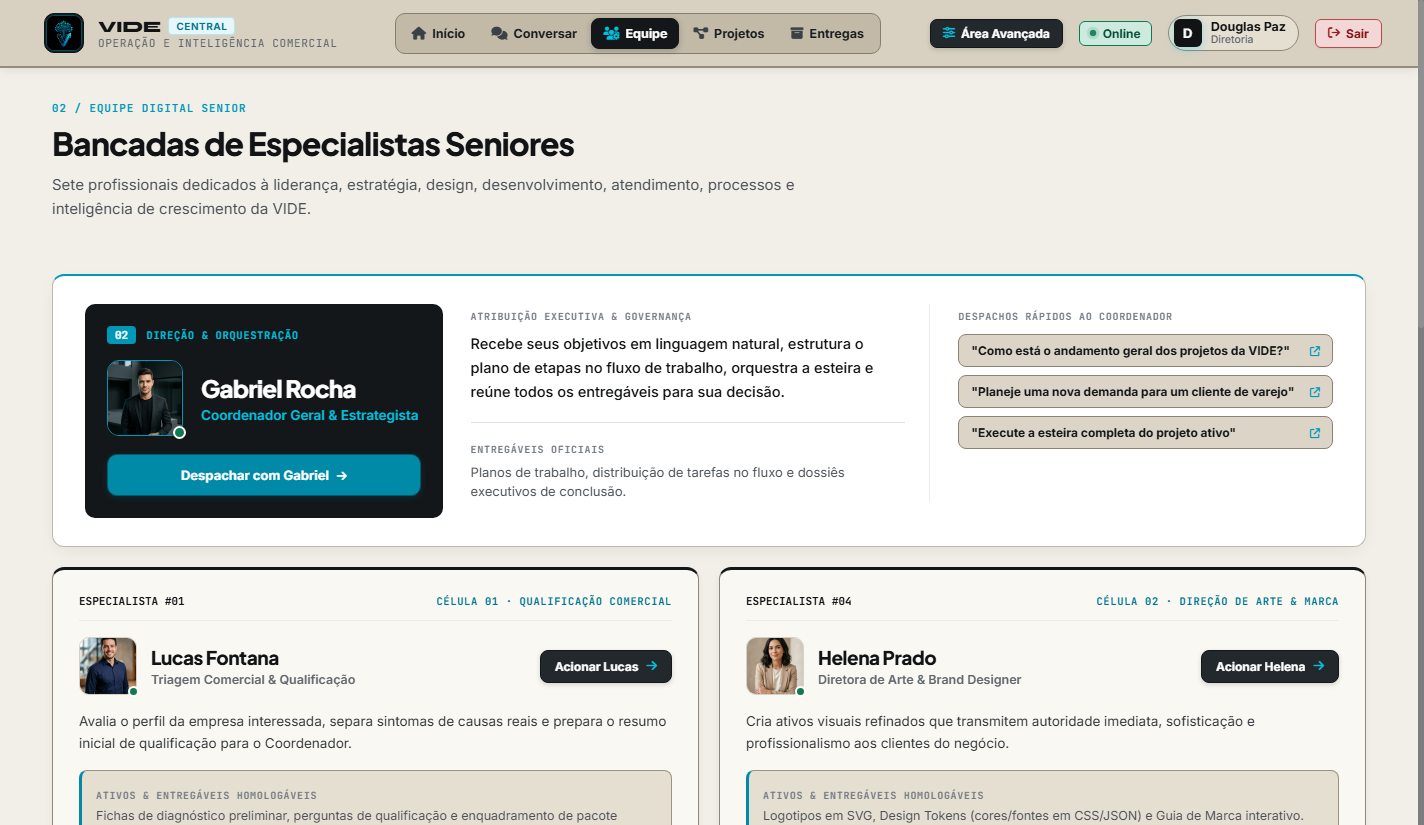 VIDE CENTRAL
OPERAÇÃO E INTELIGÊNCIA COMERCIAL
Início
Conversar
Equipe
Projetos
Entregas
Área Avançada
Online
D
Douglas Paz
Diretoria
Sair
02 / EQUIPE DIGITAL SENIOR
Bancadas de Especialistas Seniores
Sete profissionais dedicados à liderança, estratégia, design, desenvolvimento, atendimento, processos e
inteligência de crescimento da VIDE.
02 DIREÇÃO & ORQUESTRAÇÃO
Gabriel Rocha
Coordenador Geral & Estrategista
Despachar com Gabriel →
ATRIBUIÇÃO EXECUTIVA & GOVERNANÇA
Recebe seus objetivos em linguagem natural, estrutura o
plano de etapas no fluxo de trabalho, orquestra a esteira e
reúne todos os entregáveis para sua decisão.
ENTREGÁVEIS OFICIAIS
Planos de trabalho, distribuição de tarefas no fluxo e dossiês
executivos de conclusão.
DESPACHOS RÁPIDOS AO COORDENADOR
"Como está o andamento geral dos projetos da VIDE?"
"Planeje uma nova demanda para um cliente de varejo"
"Execute a esteira completa do projeto ativo"
ESPECIALISTA #01
CÉLULA 01 · QUALIFICAÇÃO COMERCIAL
Lucas Fontana
Triagem Comercial & Qualificação
Acionar Lucas →
Avalia o perfil da empresa interessada, separa sintomas de causas reais e prepara o resumo
inicial de qualificação para o Coordenador.
ATIVOS & ENTREGÁVEIS HOMOLOGÁVEIS
Fichas de diagnóstico preliminar, perguntas de qualificação e enquadramento de pacote
ESPECIALISTA #04
CÉLULA 02 · DIREÇÃO DE ARTE & MARCA
Helena Prado
Diretora de Arte & Brand Designer
Acionar Helena →
Cria ativos visuais refinados que transmitem autoridade imediata, sofisticação e
profissionalismo aos clientes do negócio.
ATIVOS & ENTREGÁVEIS HOMOLOGÁVEIS
Logotipos em SVG, Design Tokens (cores/fontes em CSS/JSON) e Guia de Marca interativo.